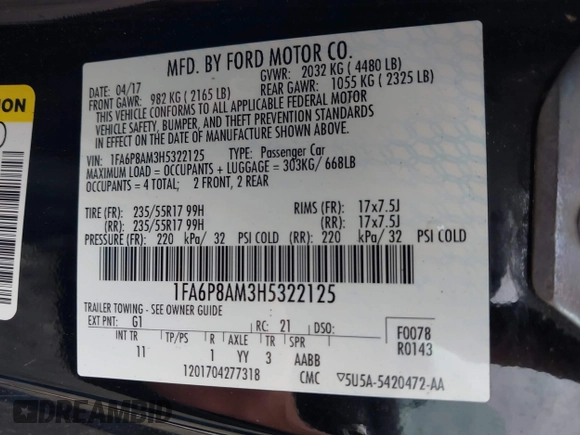 MFD. BY FORD MOTOR CO.
DATE: 04/17 GVWR: 2032 KG ( 4480 LB)
FRONT GAWR: 982 KG ( 2165 LB) REAR GAWR: 1055 KG ( 2325 LB)
THIS VEHICLE CONFORMS TO ALL APPLICABLE FEDERAL MOTOR
VEHICLE SAFETY, BUMPER, AND THEFT PREVENTION STANDARDS
IN EFFECT ON THE DATE OF MANUFACTURE SHOWN ABOVE.
VIN: 1FA6P8AM3H5322125 TYPE: Passenger Car
MAXIMUM LOAD = OCCUPANTS + LUGGAGE = 303KG/ 668LB
OCCUPANTS = 4 TOTAL; 2 FRONT, 2 REAR
TIRE (FR): 235/55R17 99H RIMS (FR): 17x7.5J
(RR): 235/55R17 99H (RR): 17x7.5J
PRESSURE (FR): 220 kPa/ 32 PSI COLD (RR): 220 kPa/ 32 PSI COLD
1FA6P8AM3H5322125
TRAILER TOWING - SEE OWNER GUIDE
EXT PNT: G1 RC: 21 DSO: F0078
INT TR TP/PS R AXLE TR SPR R0143
11 1 YY 3 AABB
1201704277318 CMC 5U5A-5420472-AA
DREAMBID